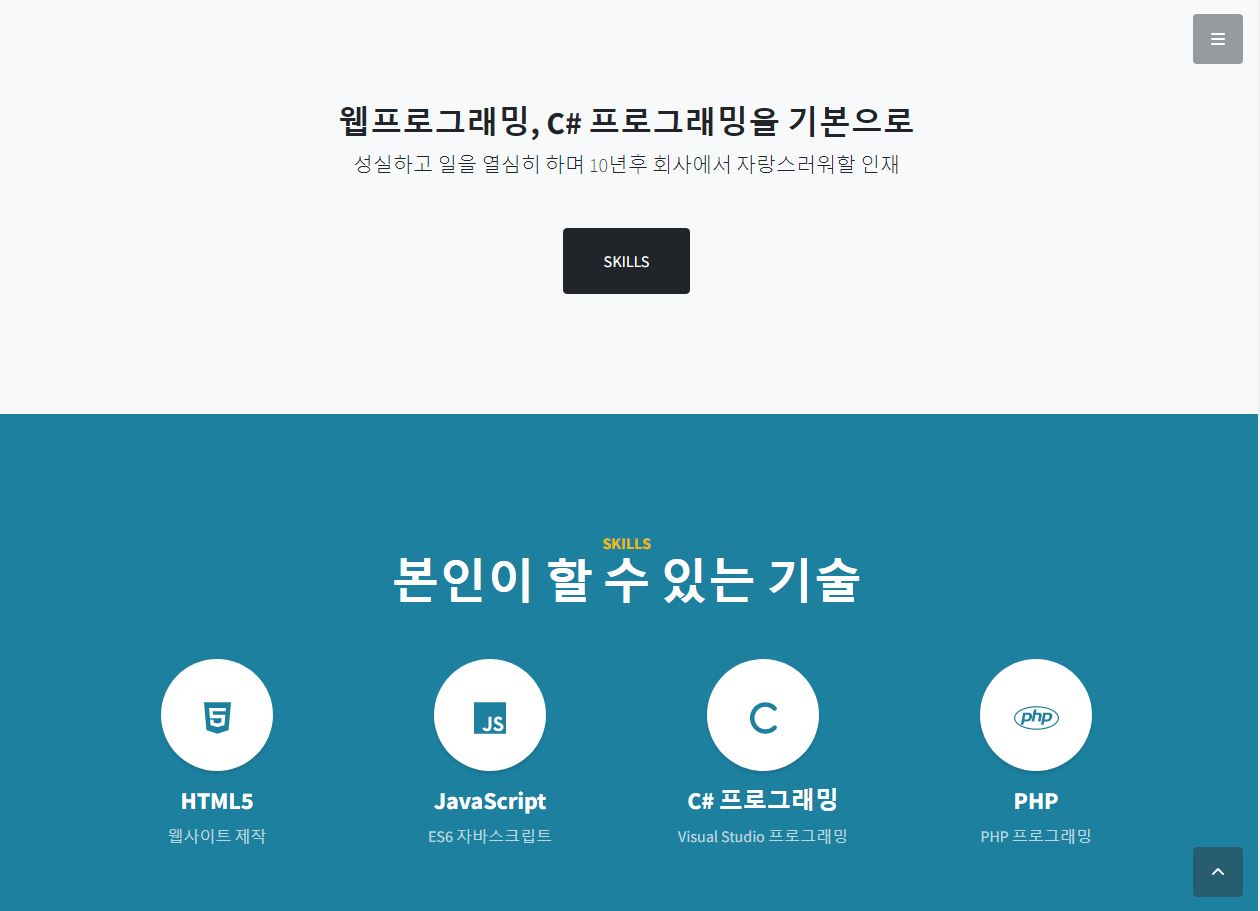 웹프로그래밍, C# 프로그래밍을 기본으로
성실하고 일을 열심히 하며 10년후 회사에서 자랑스러워할 인재
SKILLS
SKILLS
본인이 할 수 있는 기술
5 JS C php
HTML5 JavaScript C# 프로그래밍 PHP
웹사이트 제작 ES6 자바스크립트 Visual Studio 프로그래밍 PHP 프로그래밍